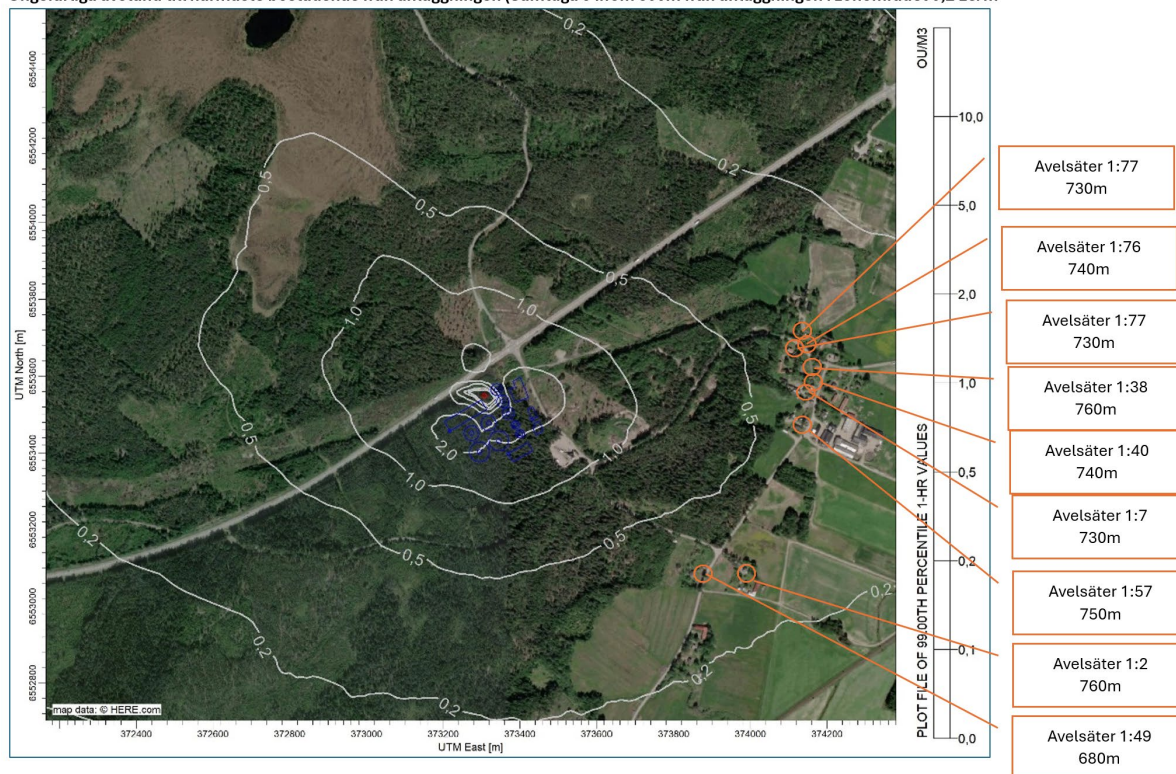 OU/M3
0,2
0,2
0,5
0,5
0,5
1,0
1,0
0,5
0,5
2,0
1,0
1,0
0,5
0,5
0,2
0,2
0,2
0,2
0,2
map data: © HERE.com
6554400
6554200
6554000
6553800
6553600
6553400
6553200
6553000
6552800
UTM North [m]
372400
372600
372800
373000
373200
373400
373600
373800
374000
374200
UTM East [m]
PLOT FILE OF 99.00TH PERCENTILE 1-HR VALUES
10,0
5,0
2,0
1,0
0,5
0,2
0,1
0,0
Avelsäter 1:77
730m
Avelsäter 1:76
740m
Avelsäter 1:77
730m
Avelsäter 1:38
760m
Avelsäter 1:40
740m
Avelsäter 1:7
730m
Avelsäter 1:57
750m
Avelsäter 1:2
760m
Avelsäter 1:49
680m